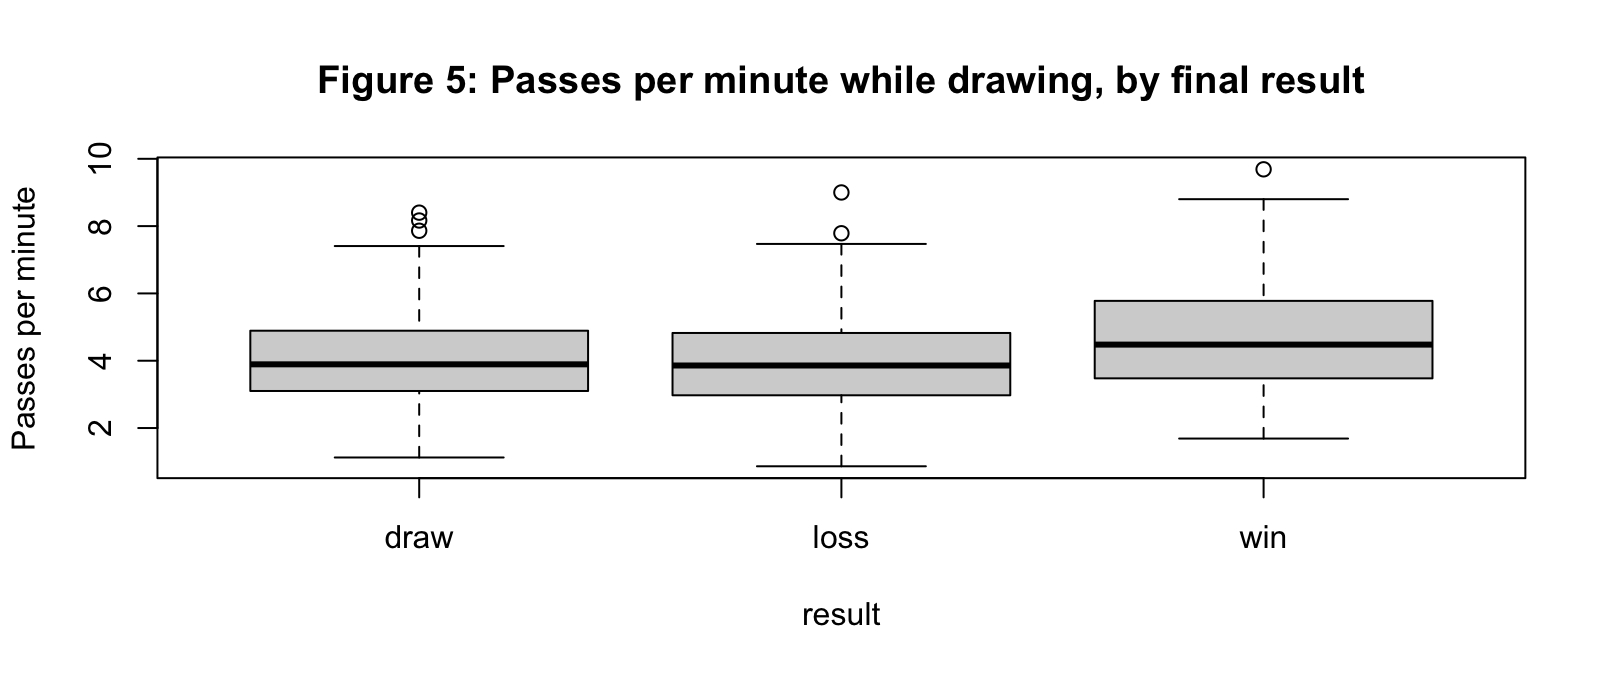 Figure 5: Passes per minute while drawing, by final result
Passes per minute
10
8
6
4
2
draw loss win
result